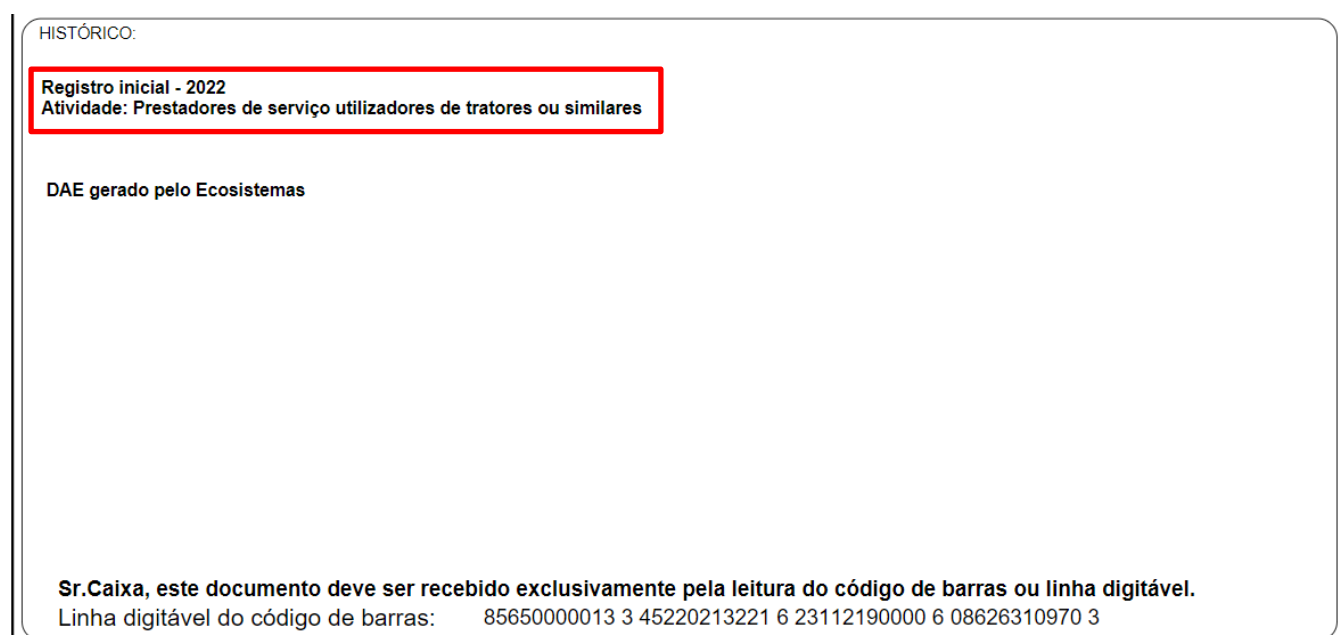 HISTÓRICO:
Registro inicial - 2022
Atividade: Prestadores de serviço utilizadores de tratores ou similares
DAE gerado pelo Ecosistemas
Sr.Caixa, este documento deve ser recebido exclusivamente pela leitura do código de barras ou linha digitável.
Linha digitável do código de barras: 85650000013 3 45220213221 6 23112190000 6 08626310970 3